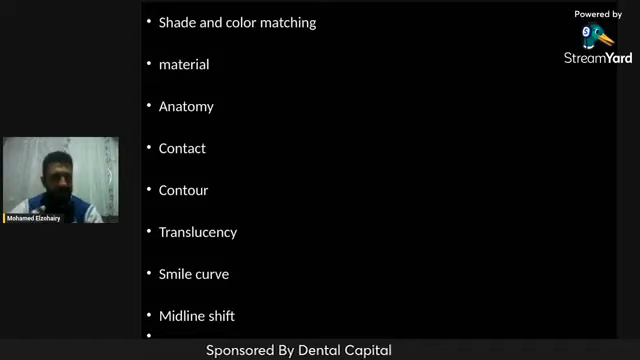 Powered by
StreamYard
• Shade and color matching
• material
• Anatomy
• Contact
• Contour
• Translucency
• Smile curve
• Midline shift
•
Mohamed Elzohairy
Sponsored By Dental Capital